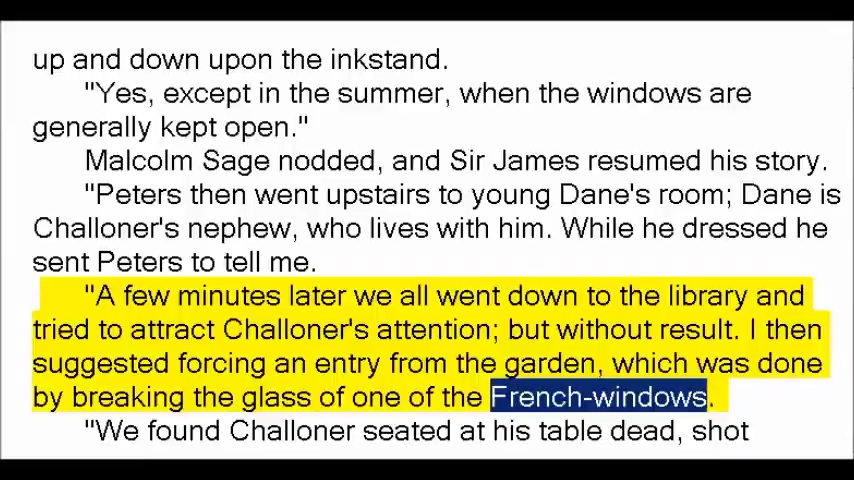 up and down upon the inkstand.
"Yes, except in the summer, when the windows are
generally kept open."
Malcolm Sage nodded, and Sir James resumed his story.
"Peters then went upstairs to young Dane's room; Dane is
Challoner's nephew, who lives with him. While he dressed he
sent Peters to tell me.
"A few minutes later we all went down to the library and
tried to attract Challoner's attention; but without result. I then
suggested forcing an entry from the garden, which was done
by breaking the glass of one of the French-windows.
"We found Challoner seated at his table dead, shot